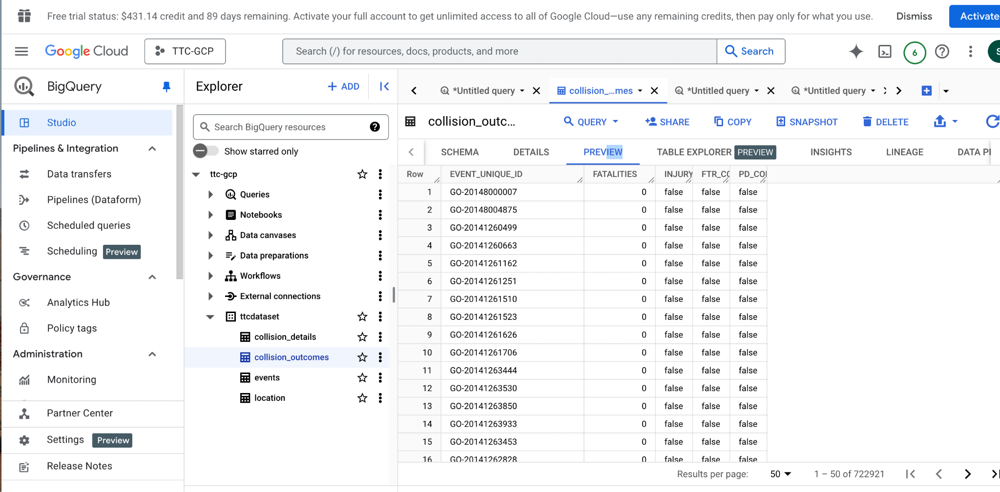 Free trial status: $431.14 credit and 89 days remaining. Activate your full account to get unlimited access to all of Google Cloud—use any remaining credits, then pay only for what you use.
Dismiss
Activate
Google Cloud
TTC-GCP
Search (/) for resources, docs, products, and more
Search
6
S
BigQuery
Studio
Pipelines & Integration
Data transfers
Pipelines (Dataform)
Scheduled queries
Scheduling Preview
Governance
Analytics Hub
Policy tags
Administration
Monitoring
Partner Center
Settings Preview
Release Notes
Explorer
+ ADD
Search BigQuery resources
Show starred only
ttc-gcp
Queries
Notebooks
Data canvases
Data preparations
Workflows
External connections
ttcdataset
collision_details
collision_outcomes
events
location
*Untitled query
collision_...mes
*Untitled query
*Untitled query
collision_outc...
QUERY
SHARE
COPY
SNAPSHOT
DELETE
SCHEMA
DETAILS
PREVIEW
TABLE EXPLORER PREVIEW
INSIGHTS
LINEAGE
DATA P
Row EVENT_UNIQUE_ID FATALITIES INJURY FTR_CO PD_COI
1 GO-20148000007 0 false false false
2 GO-20148004875 0 false false false
3 GO-20141260499 0 false false false
4 GO-20141260663 0 false false false
5 GO-20141261162 0 false false false
6 GO-20141261251 0 false false false
7 GO-20141261510 0 false false false
8 GO-20141261523 0 false false false
9 GO-20141261626 0 false false false
10 GO-20141261706 0 false false false
11 GO-20141263444 0 false false false
12 GO-20141263530 0 false false false
13 GO-20141263850 0 false false false
14 GO-20141263933 0 false false false
15 GO-20141263453 0 false false false
16 GO-20141262828 0 false false false
Results per page: 50 1 – 50 of 722921